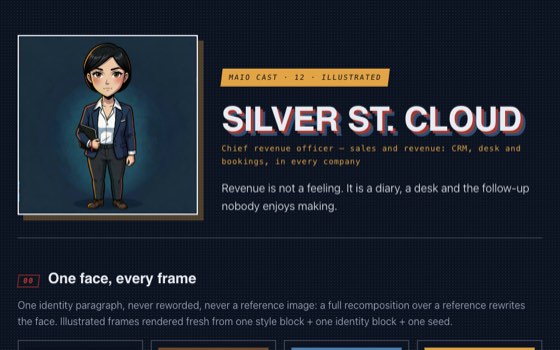 MAIO CAST · 12 · ILLUSTRATED
SILVER ST. CLOUD
Chief revenue officer — sales and revenue: CRM, desk and
bookings, in every company
Revenue is not a feeling. It is a diary, a desk and the follow-up
nobody enjoys making.
00 One face, every frame
One identity paragraph, never reworded, never a reference image: a full recomposition over a reference rewrites
the face. Illustrated frames rendered fresh from one style block + one identity block + one seed.